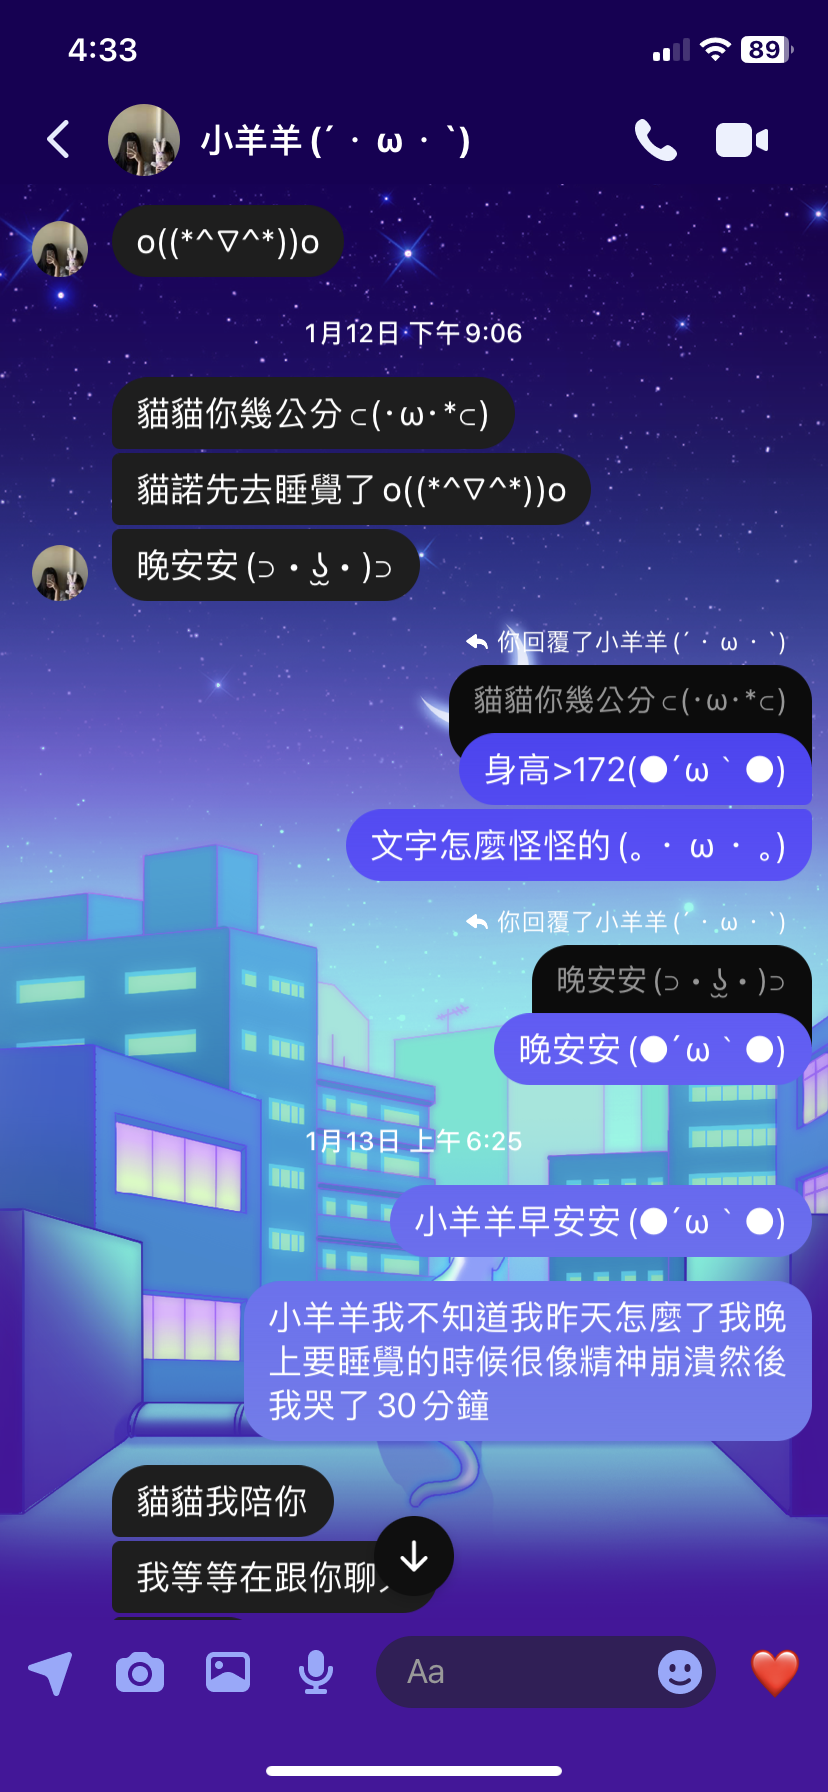 4:33
89
小羊羊(´・ω・`)
o((*^▽^*))o
1月12日 下午9:06
貓貓你幾公分⊂(・ω・*⊂)
貓諾先去睡覺了o((*^▽^*))o
晚安安(⊃・ʖ̫・)⊃
你回覆了小羊羊(´・ω・`)
貓貓你幾公分⊂(・ω・*⊂)
身高>172(●´ω｀●)
文字怎麼怪怪的(。・ω・。)
你回覆了小羊羊(´・ω・`)
晚安安(⊃・ʖ̫・)⊃
晚安安(●´ω｀●)
1月13日 上午6:25
小羊羊早安安(●´ω｀●)
小羊羊我不知道我昨天怎麼了我晚
上要睡覺的時候很像精神崩潰然後
我哭了30分鐘
貓貓我陪你
我等等在跟你聊
Aa